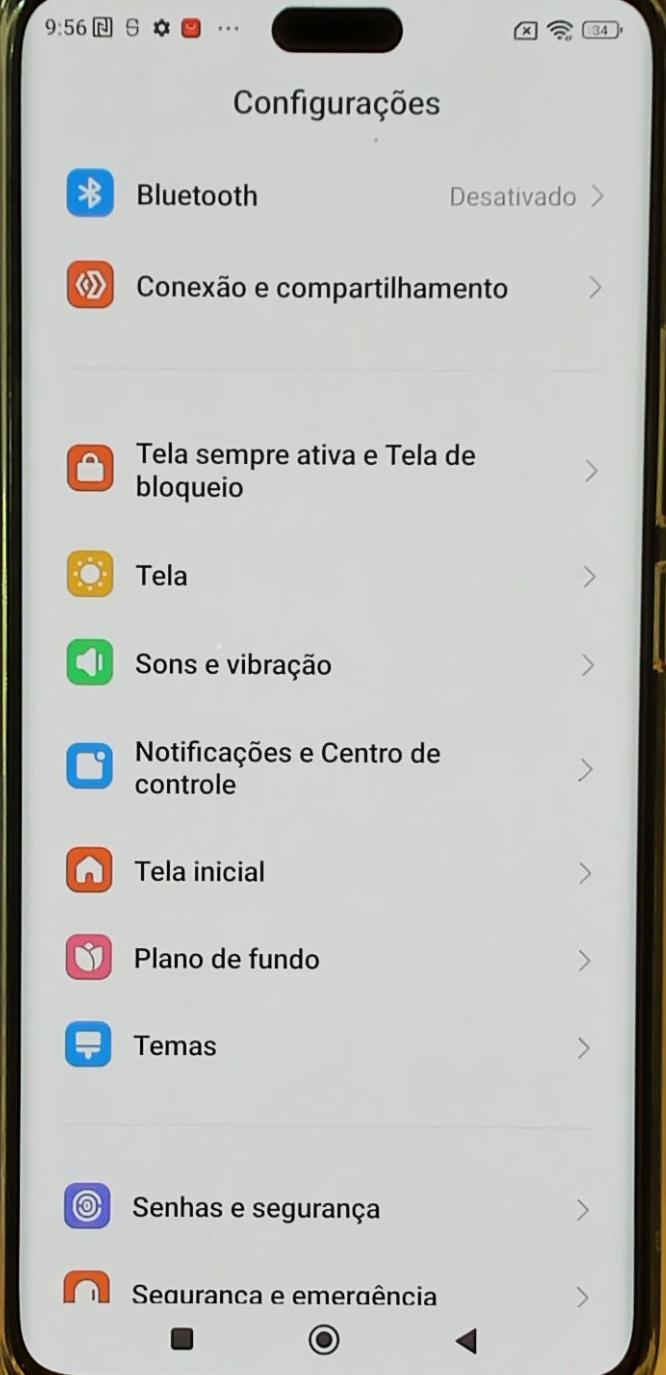 9:56
34
Configurações
Bluetooth Desativado
Conexão e compartilhamento
Tela sempre ativa e Tela de
bloqueio
Tela
Sons e vibração
Notificações e Centro de
controle
Tela inicial
Plano de fundo
Temas
Senhas e segurança
Segurança e emergência